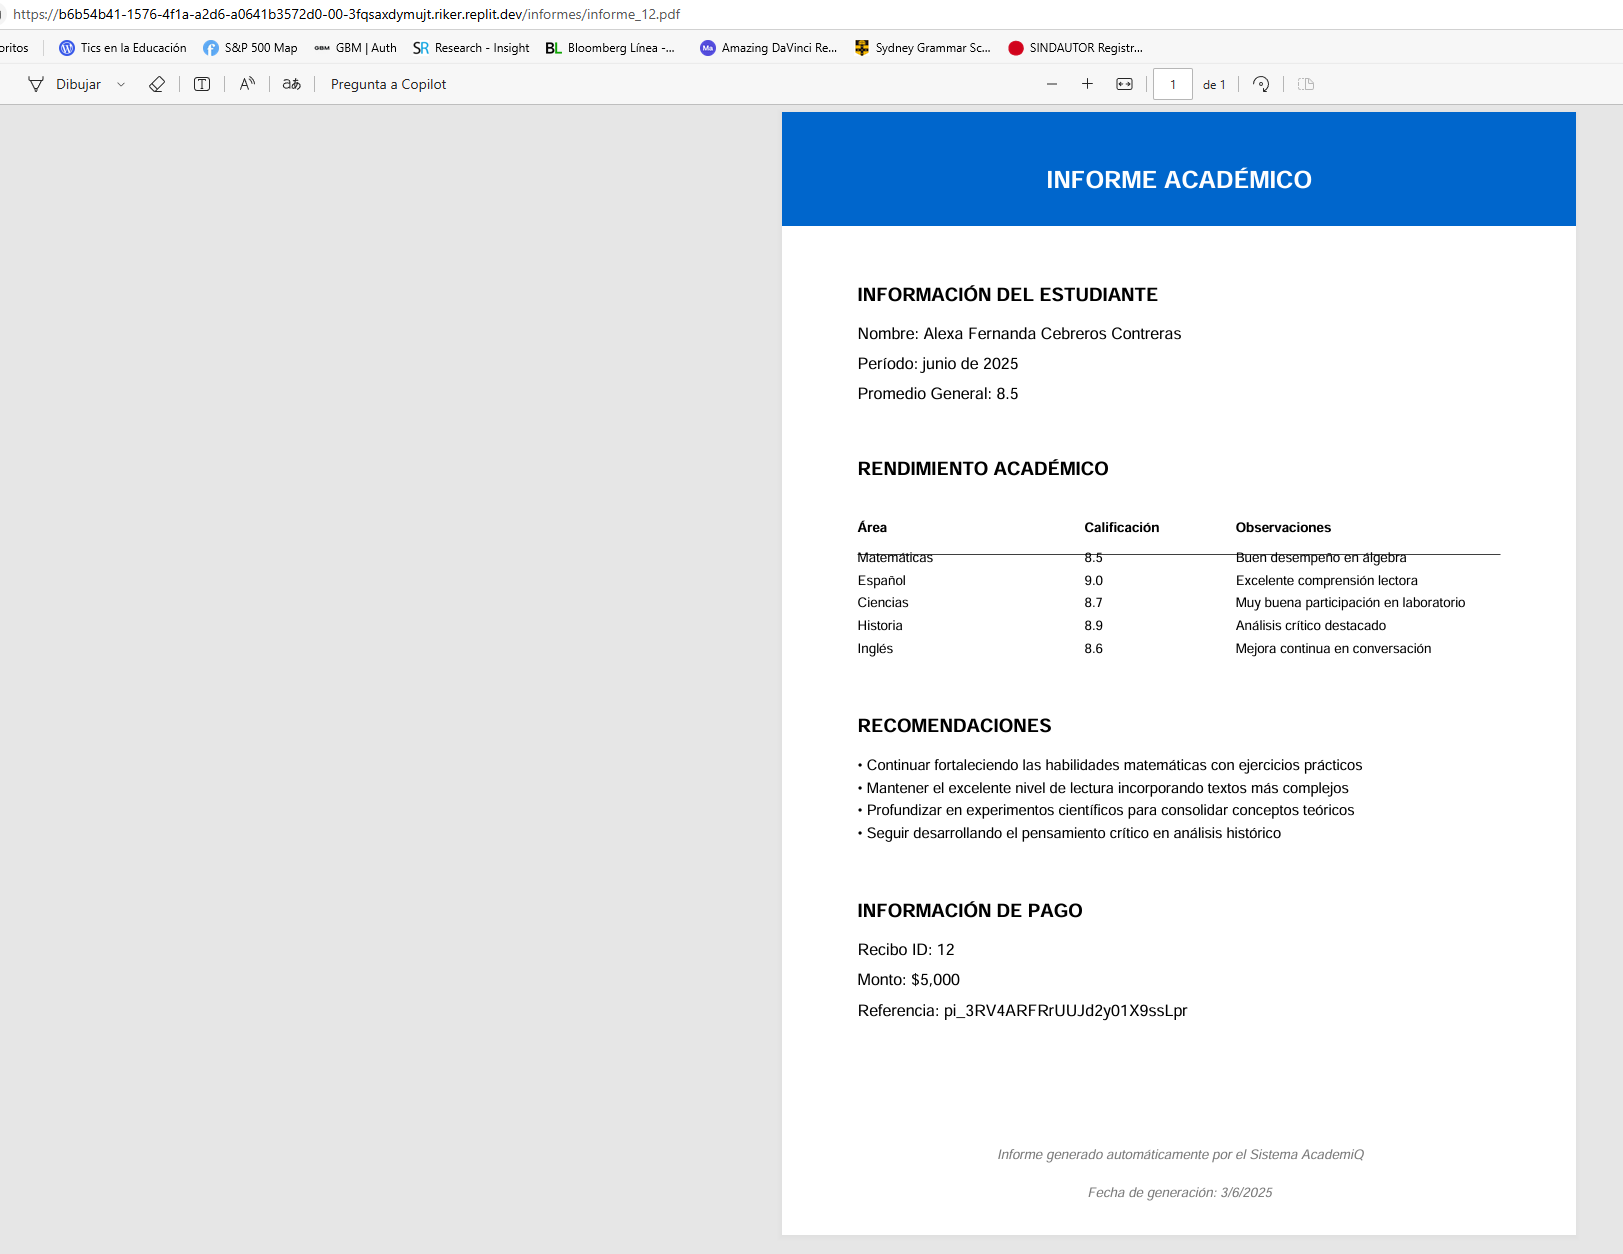 https://b6b54b41-1576-4f1a-a2d6-a0641b3572d0-00-3fqsaxdymujt.riker.replit.dev/informes/informe_12.pdf
oritos Tics en la Educación S&P 500 Map GBM GBM | Auth SR Research - Insight BL Bloomberg Línea -... Ma Amazing DaVinci Re... Sydney Grammar Sc... SINDAUTOR Registr...
Dibujar T A aあ Pregunta a Copilot 1 de 1
INFORME ACADÉMICO
INFORMACIÓN DEL ESTUDIANTE
Nombre: Alexa Fernanda Cebreros Contreras
Período: junio de 2025
Promedio General: 8.5
RENDIMIENTO ACADÉMICO
Área Calificación Observaciones
Matemáticas 8.5 Buen desempeño en álgebra
Español 9.0 Excelente comprensión lectora
Ciencias 8.7 Muy buena participación en laboratorio
Historia 8.9 Análisis crítico destacado
Inglés 8.6 Mejora continua en conversación
RECOMENDACIONES
• Continuar fortaleciendo las habilidades matemáticas con ejercicios prácticos
• Mantener el excelente nivel de lectura incorporando textos más complejos
• Profundizar en experimentos científicos para consolidar conceptos teóricos
• Seguir desarrollando el pensamiento crítico en análisis histórico
INFORMACIÓN DE PAGO
Recibo ID: 12
Monto: $5,000
Referencia: pi_3RV4ARFRrUUJd2y01X9ssLpr
Informe generado automáticamente por el Sistema AcademiQ
Fecha de generación: 3/6/2025